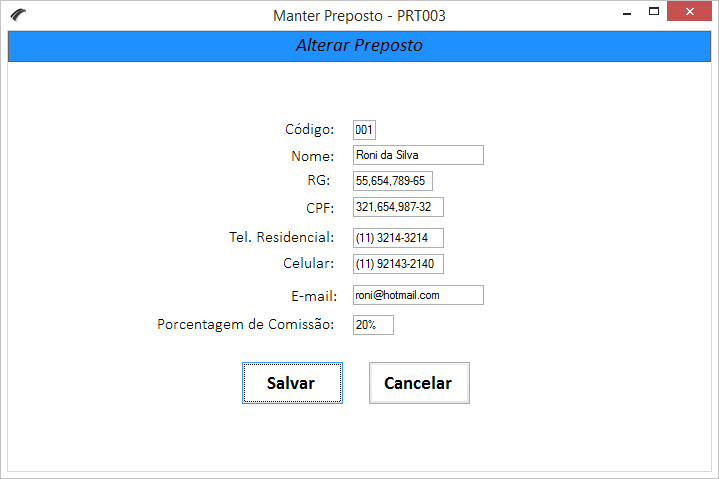 Manter Preposto - PRT003
Alterar Preposto
Código: 001
Nome: Roni da Silva
RG: 55,654,789-65
CPF: 321,654,987-32
Tel. Residencial: (11) 3214-3214
Celular: (11) 92143-2140
E-mail: roni@hotmail.com
Porcentagem de Comissão: 20%
Salvar Cancelar